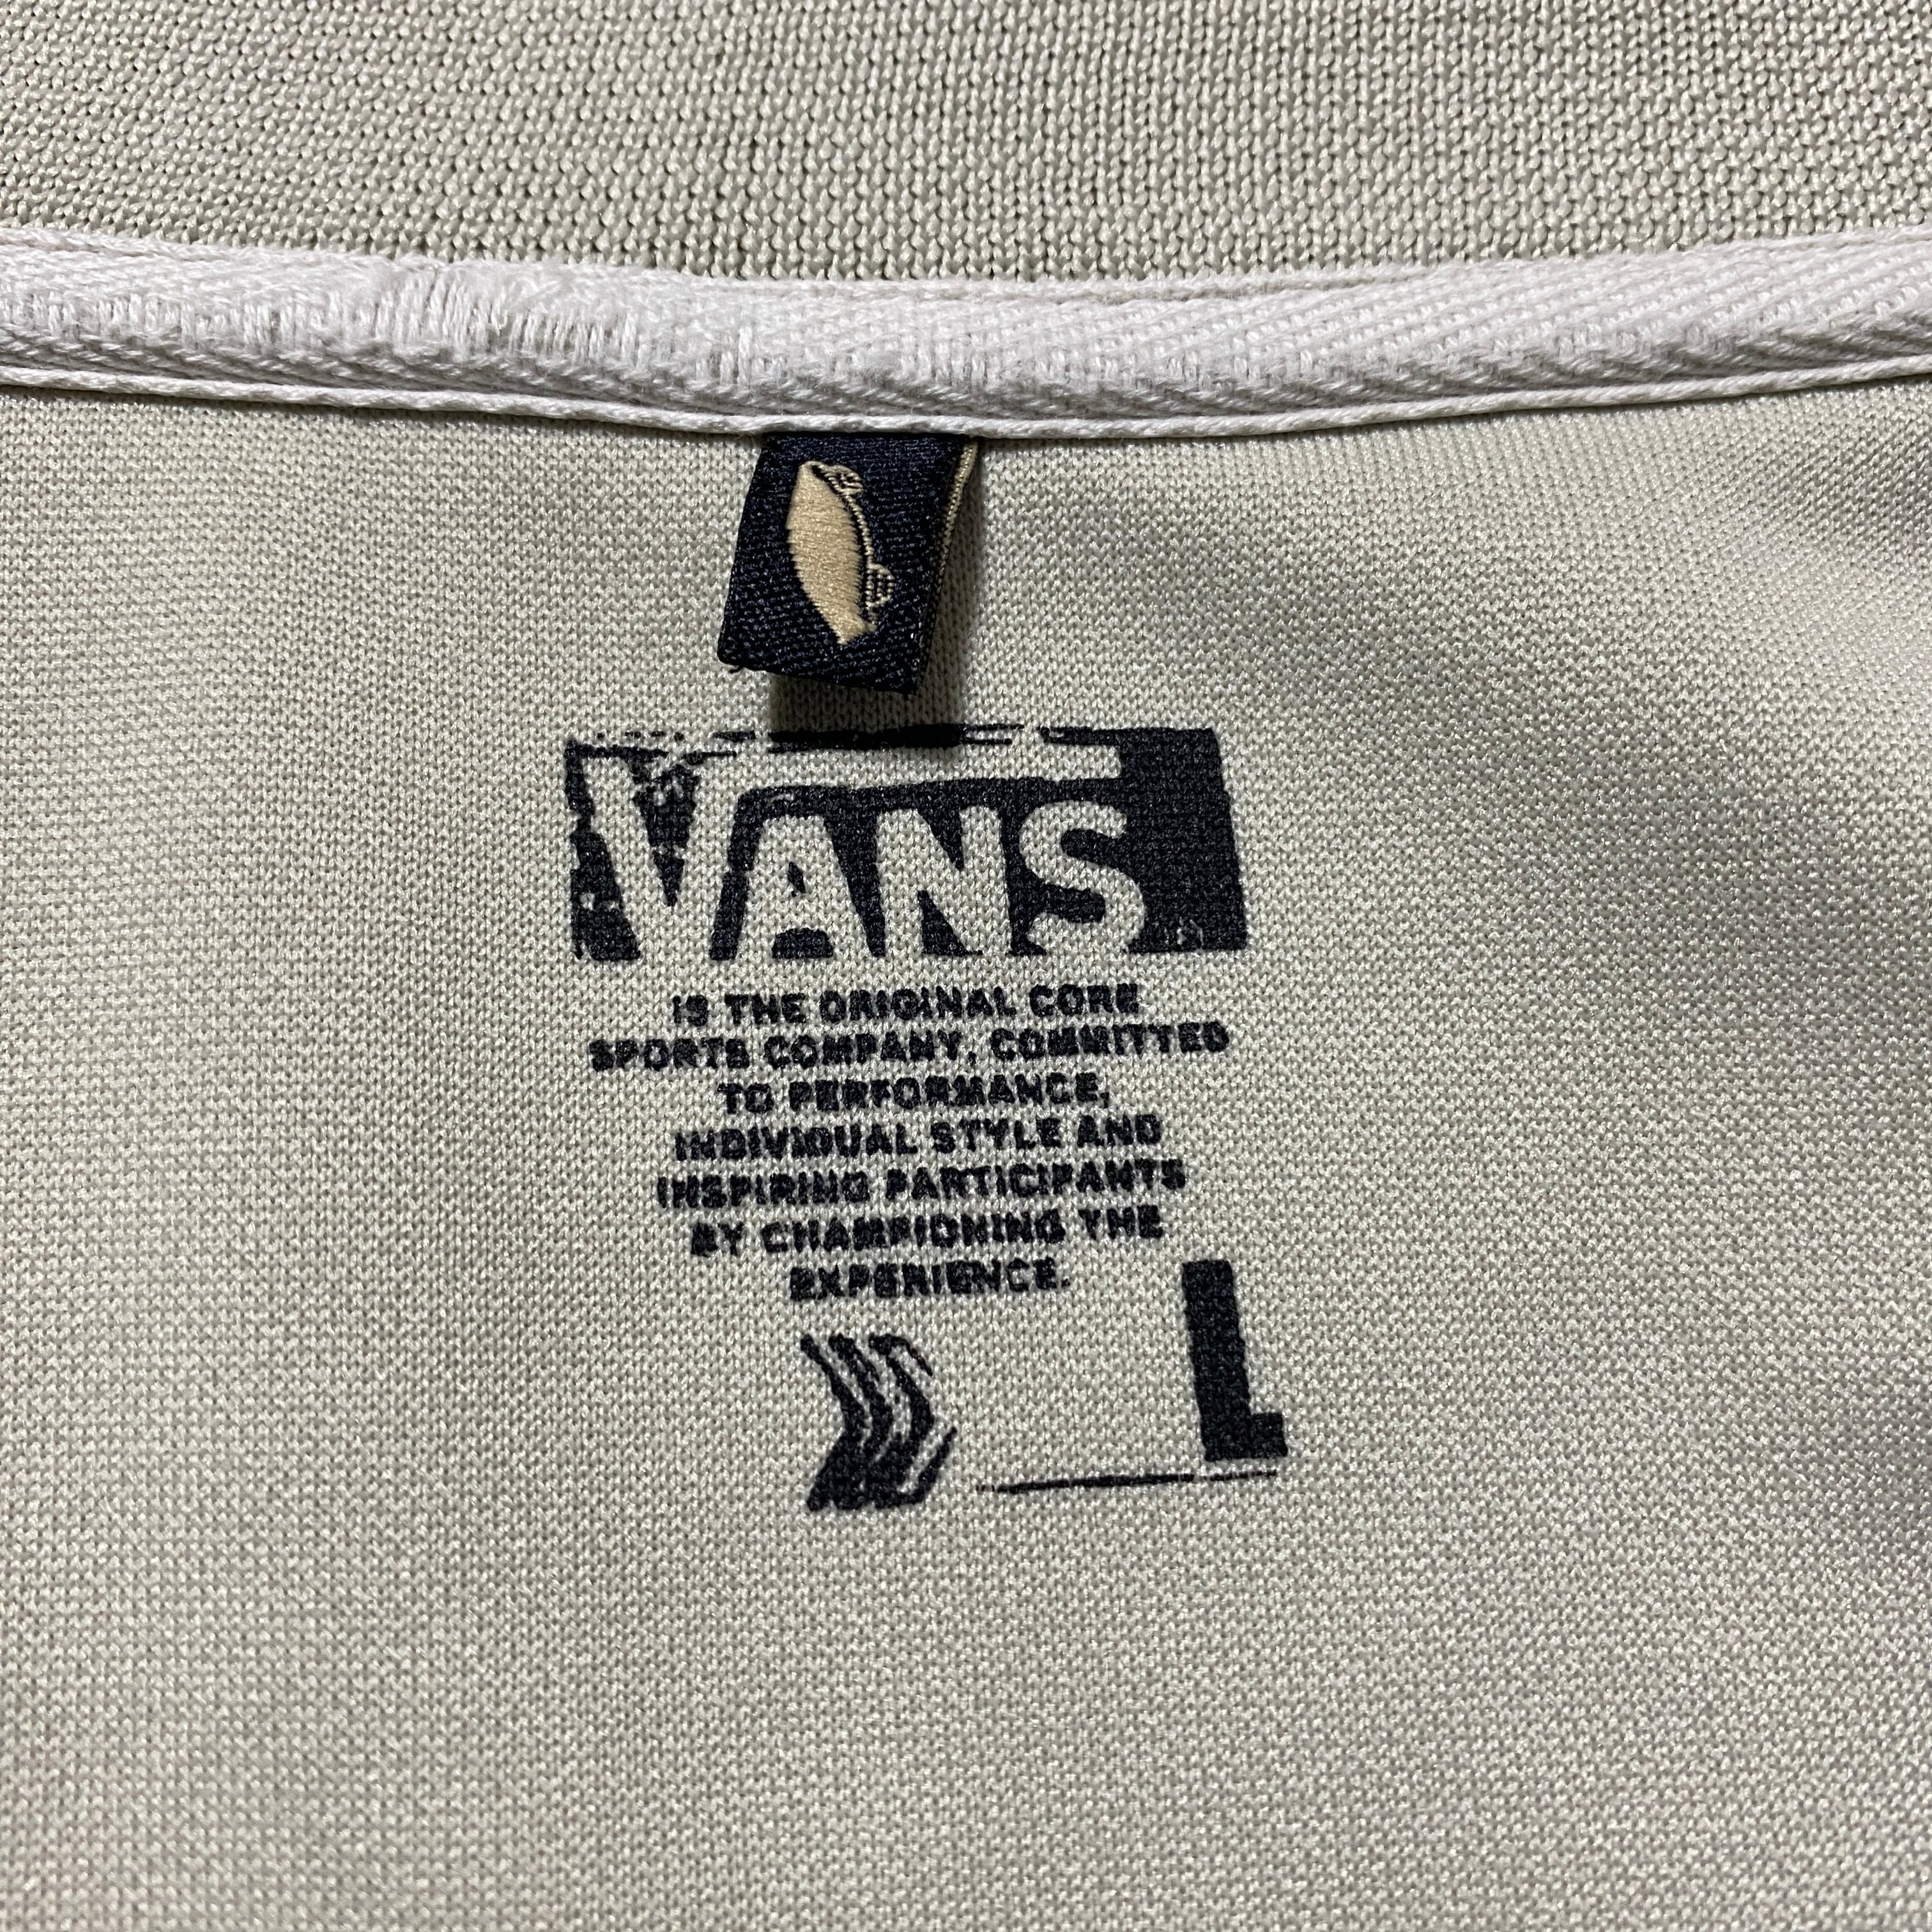 VANS
IS THE ORIGINAL CORE
SPORTS COMPANY, COMMITTED
TO PERFORMANCE,
INDIVIDUAL STYLE AND
INSPIRING PARTICIPANTS
BY CHAMPIONING THE
EXPERIENCE.
L